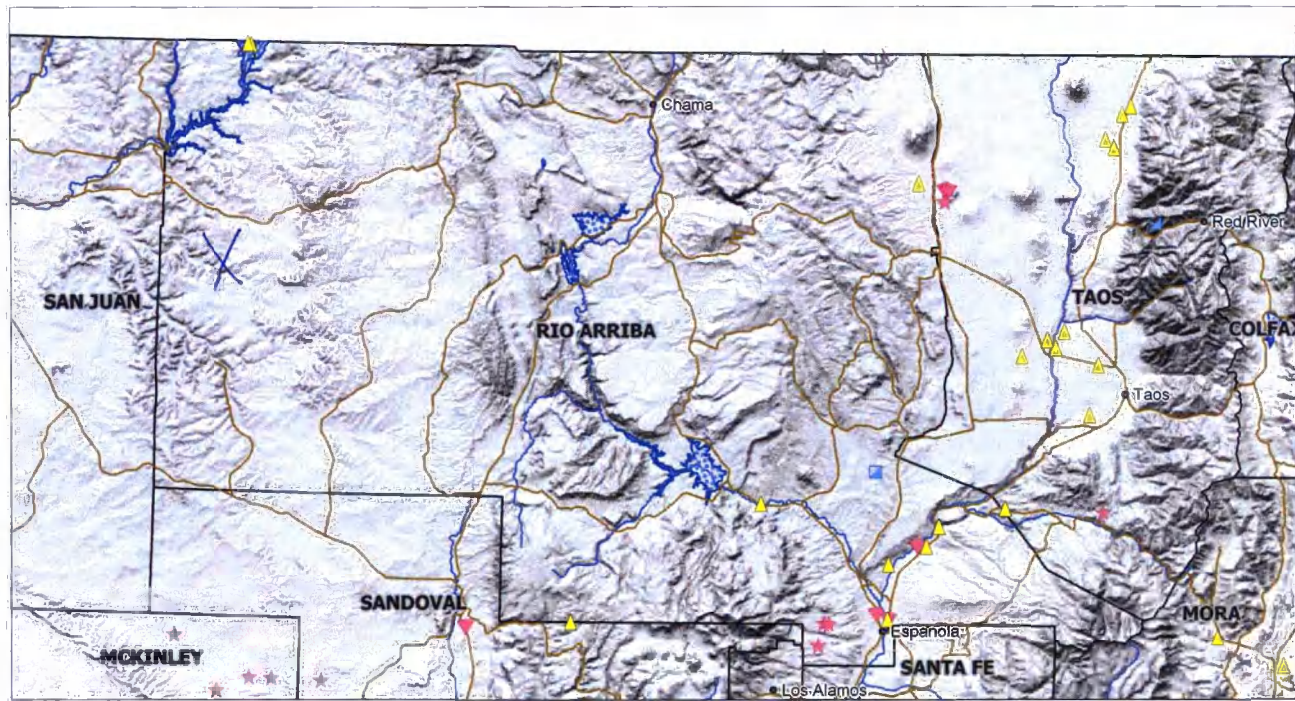 Chama
Red River
SAN JUAN
TAOS
RIO ARRIBA
COLFAX
Taos
SANDOVAL
MORA
Espanola
MCKINLEY
SANTA FE
Los Alamos